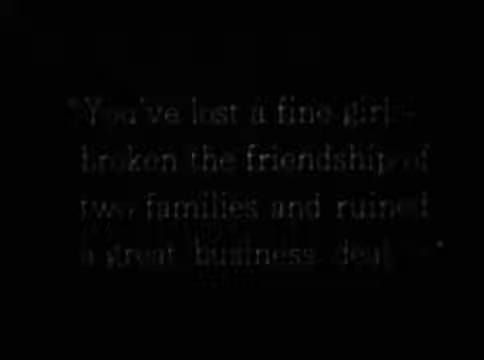 "You've lost a fine girl -
broken the friendship of
two families and ruined
a great business deal -"